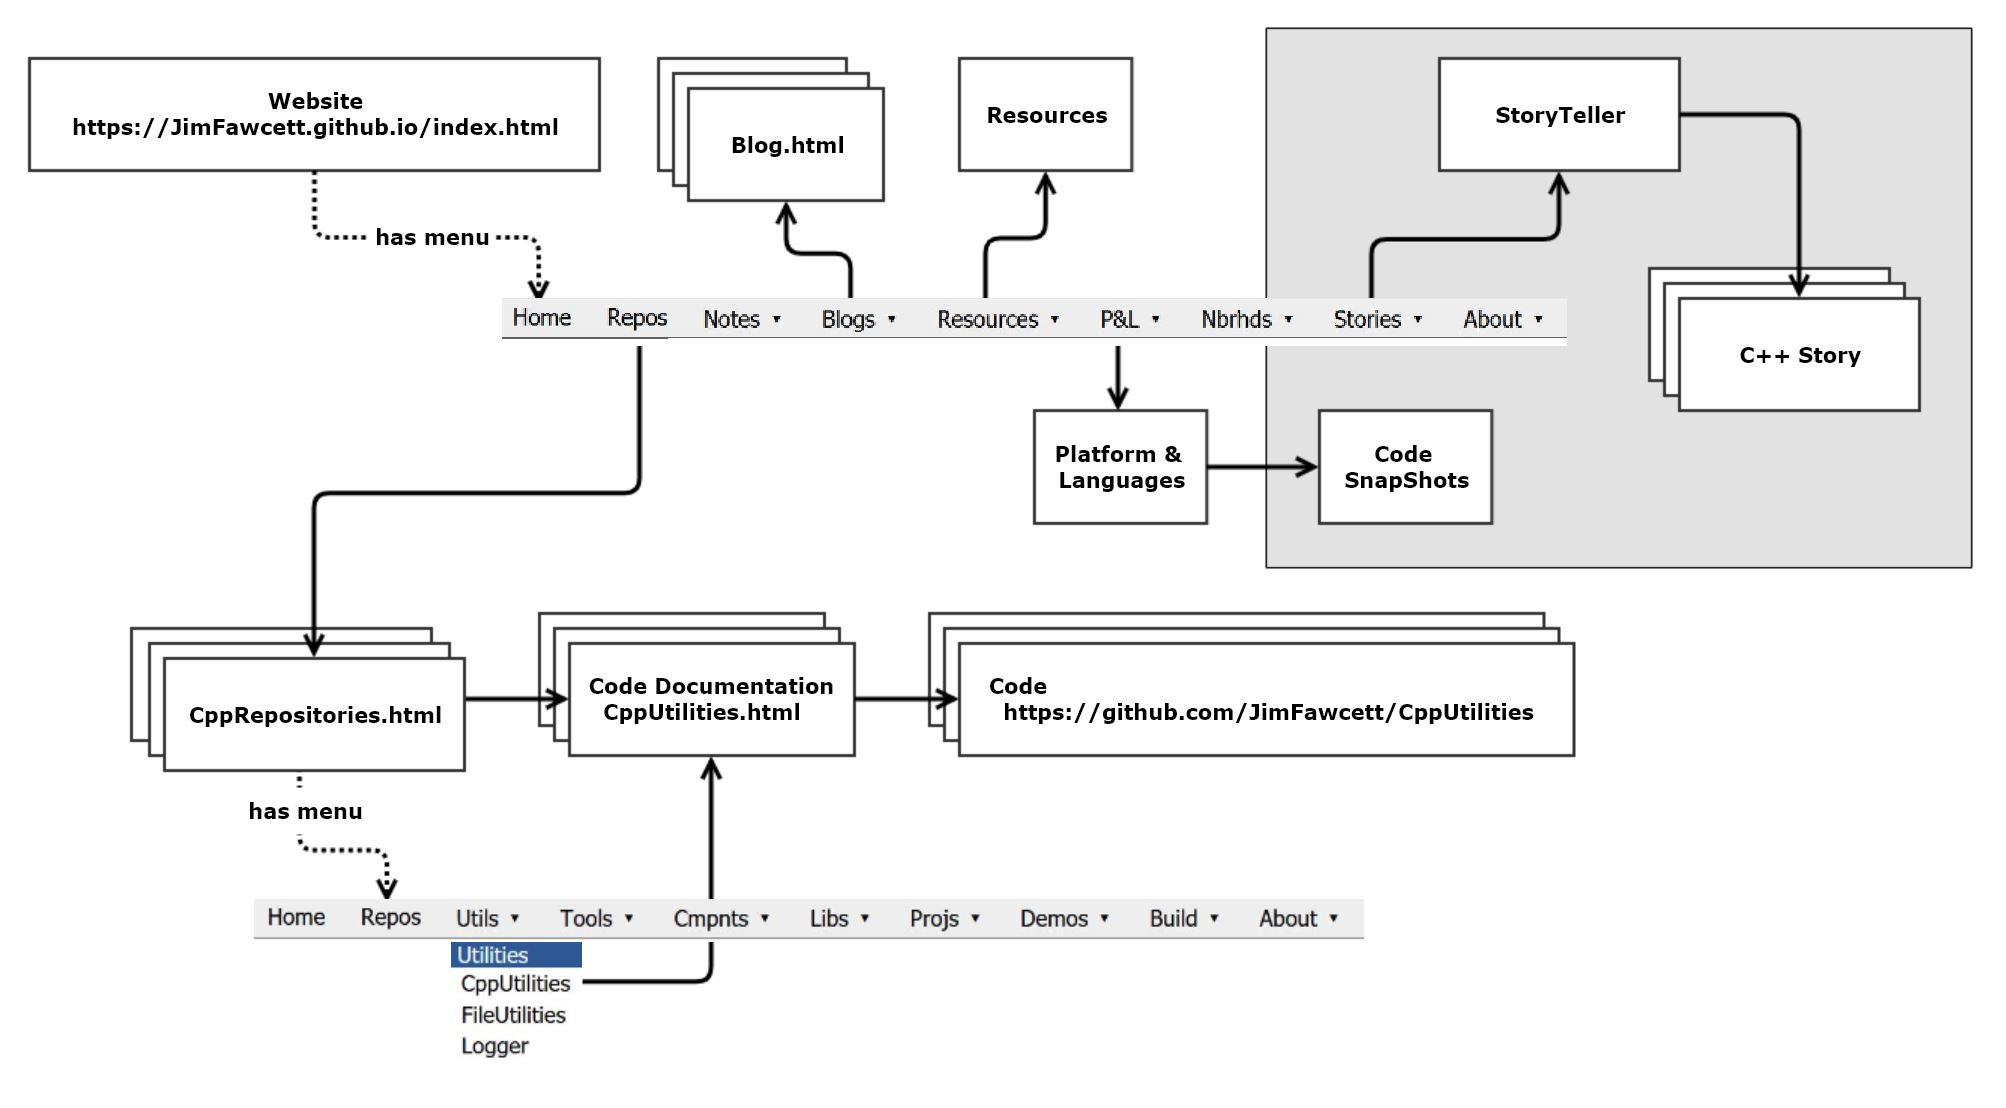 Website
https://JimFawcett.github.io/index.html
Blog.html
Resources
StoryTeller
has menu
Home Repos Notes ▼ Blogs ▼ Resources ▼ P&L ▼ Nbrhds ▼ Stories ▼ About ▼
C++ Story
Platform &
Languages
Code
SnapShots
CppRepositories.html
Code Documentation
CppUtilities.html
Code
https://github.com/JimFawcett/CppUtilities
has menu
Home Repos Utils ▼ Tools ▼ Cmpnts ▼ Libs ▼ Projs ▼ Demos ▼ Build ▼ About ▼
Utilities
CppUtilities
FileUtilities
Logger